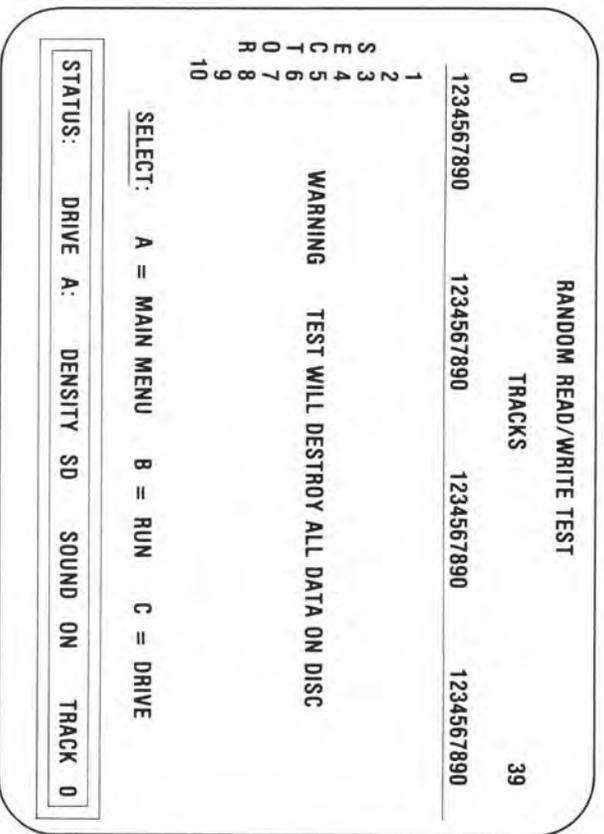 RANDOM READ/WRITE TEST
0 TRACKS 39
1234567890 1234567890 1234567890 1234567890
1
2
S 3
E 4
C 5 WARNING TEST WILL DESTROY ALL DATA ON DISC
T 6
O 7
R 8
9
10
SELECT: A = MAIN MENU B = RUN C = DRIVE
STATUS: DRIVE A: DENSITY SD SOUND ON TRACK 0